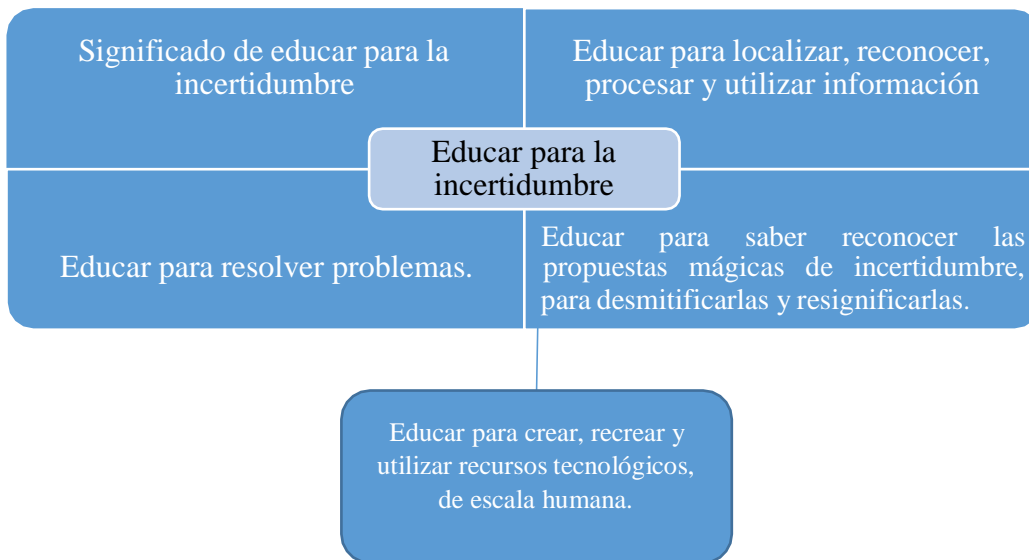 Significado de educar para la
incertidumbre
Educar para localizar, reconocer,
procesar y utilizar información
Educar para la
incertidumbre
Educar para resolver problemas.
Educar para saber reconocer las
propuestas mágicas de incertidumbre,
para desmitificarlas y resignificarlas.
Educar para crear, recrear y
utilizar recursos tecnológicos,
de escala humana.